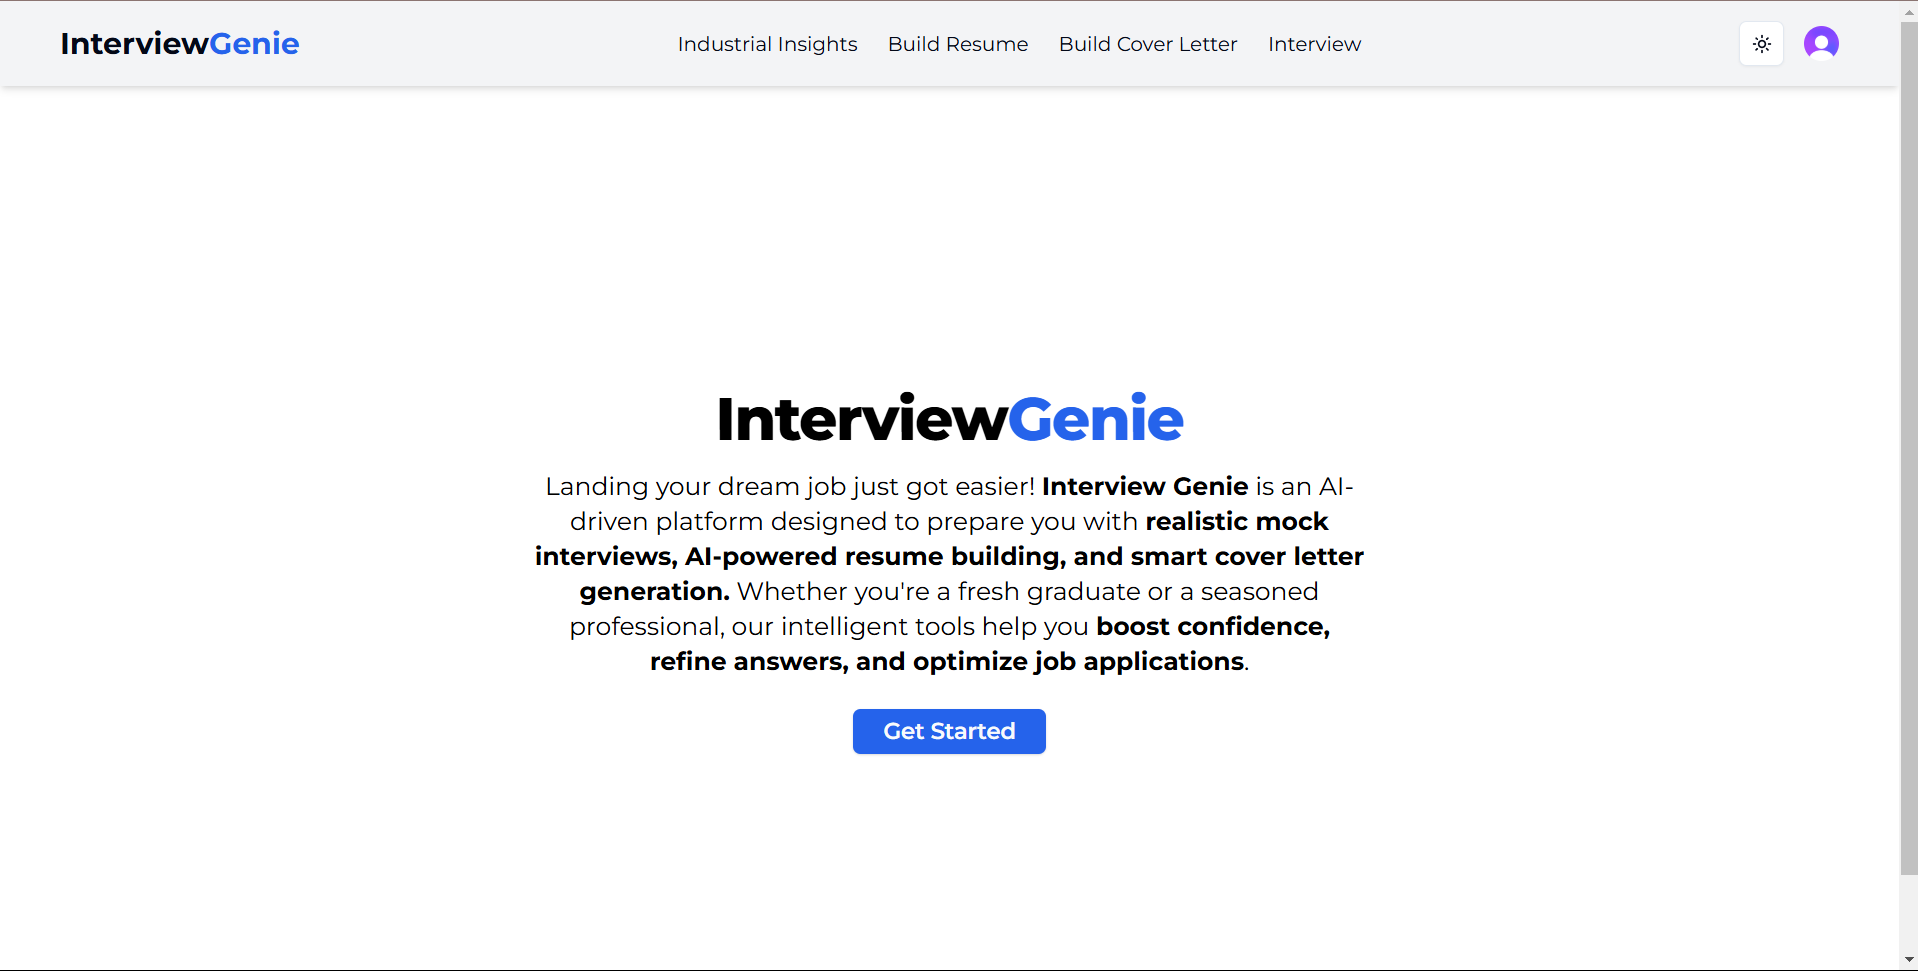 InterviewGenie
Industrial Insights
Build Resume
Build Cover Letter
Interview
InterviewGenie
Landing your dream job just got easier! Interview Genie is an AI-
driven platform designed to prepare you with realistic mock
interviews, AI-powered resume building, and smart cover letter
generation. Whether you're a fresh graduate or a seasoned
professional, our intelligent tools help you boost confidence,
refine answers, and optimize job applications.
Get Started